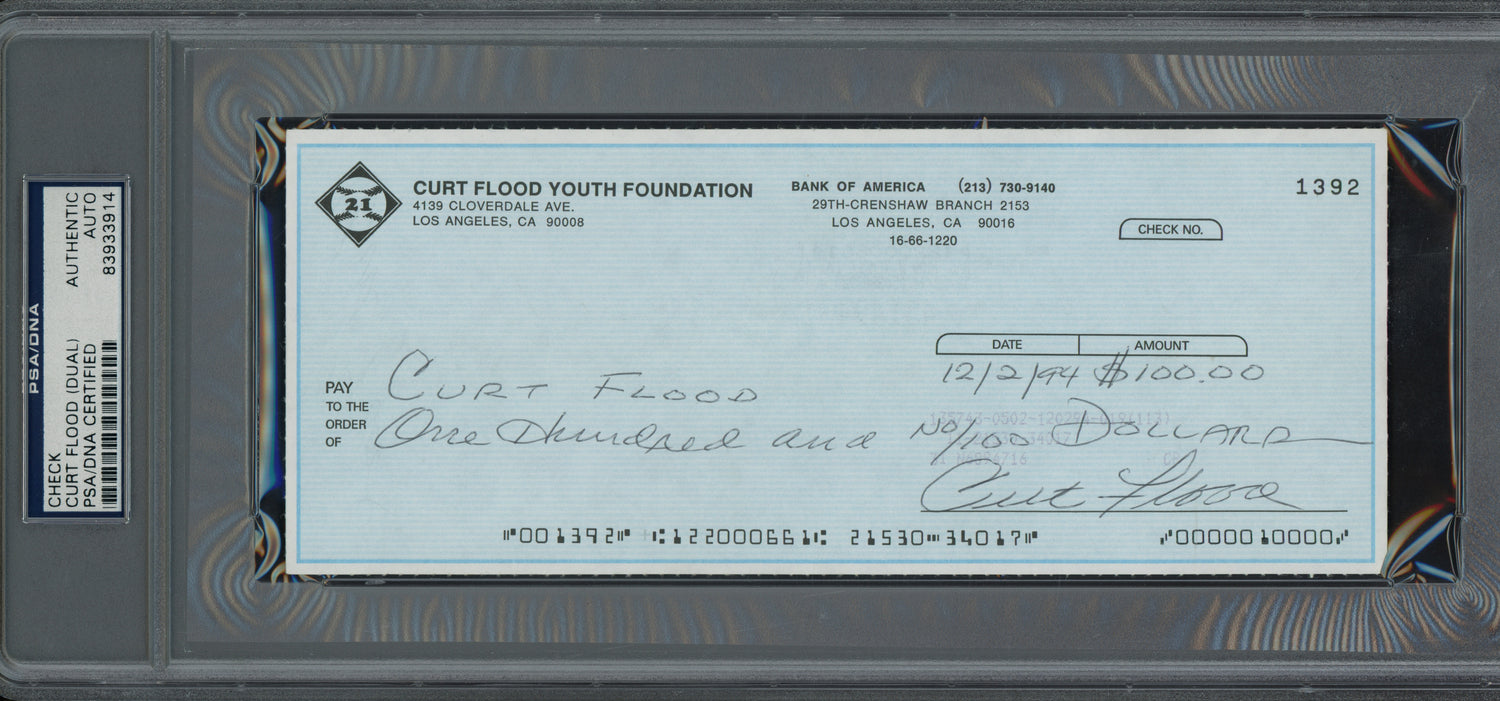 PSA/DNA
CHECK
CURT FLOOD (DUAL)
PSA/DNA CERTIFIED
AUTHENTIC
AUTO
83933914
21
CURT FLOOD YOUTH FOUNDATION
4139 CLOVERDALE AVE.
LOS ANGELES, CA 90008
BANK OF AMERICA (213) 730-9140
29TH-CRENSHAW BRANCH 2153
LOS ANGELES, CA 90016
16-66-1220
1392
CHECK NO.
DATE AMOUNT
12/2/94 $100.00
PAY
TO THE
ORDER
OF
CURT FLOOD
One Hundred and No/100 DOLLARS
Curt Flood
⑈001392⑈ ⑆122000661⑆ 21530⑉34017⑈ ⑇0000010000⑇